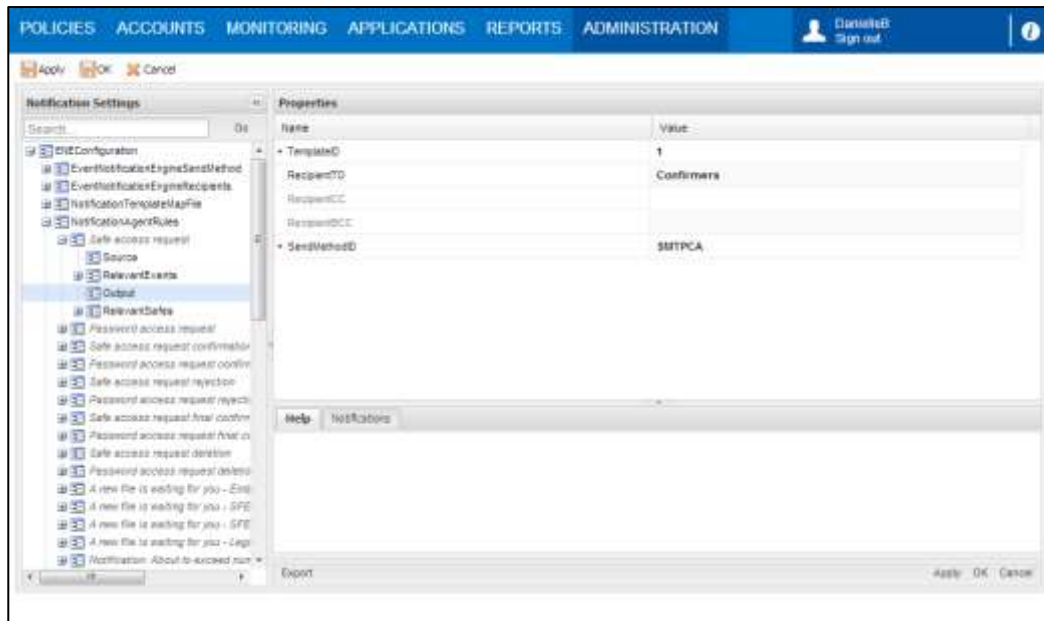 POLICIES ACCOUNTS MONITORING APPLICATIONS REPORTS ADMINISTRATION DanielleB
Sign out
Apply OK Cancel
Notification Settings
Properties
Search... Go
Name Value
ENEConfiguration
EventNotificationEngineSendMethod
EventNotificationEngineRecipients
NotificationTemplateMapFile
NotificationAgentRules
Safe access request
Source
RelevantEvents
Output
RelevantSafes
Password access request
Safe access request confirmation
Password access request confirm
Safe access request rejection
Password access request rejecti
Safe access request final confirm
Password access request final co
Safe access request deletion
Password access request deletio
A new file is waiting for you - Ema
A new file is waiting for you - SFE
A new file is waiting for you - SFE
A new file is waiting for you - Lega
Notification: About to exceed num
TemplateID 1
RecipientTO Confirmers
RecipientCC
RecipientBCC
SendMethodID SMTPCA
Help Notifications
Export Apply OK Cancel